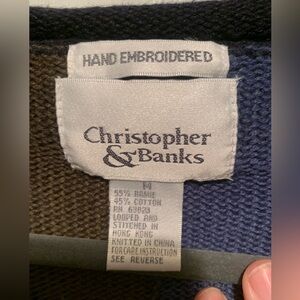 HAND EMBROIDERED
Christopher
& Banks
M
55% RAMIE
45% COTTON
RN 69829
LOOPED AND
STITCHED IN
HONG KONG
KNITTED IN CHINA
FOR CARE INSTRUCTION
SEE REVERSE